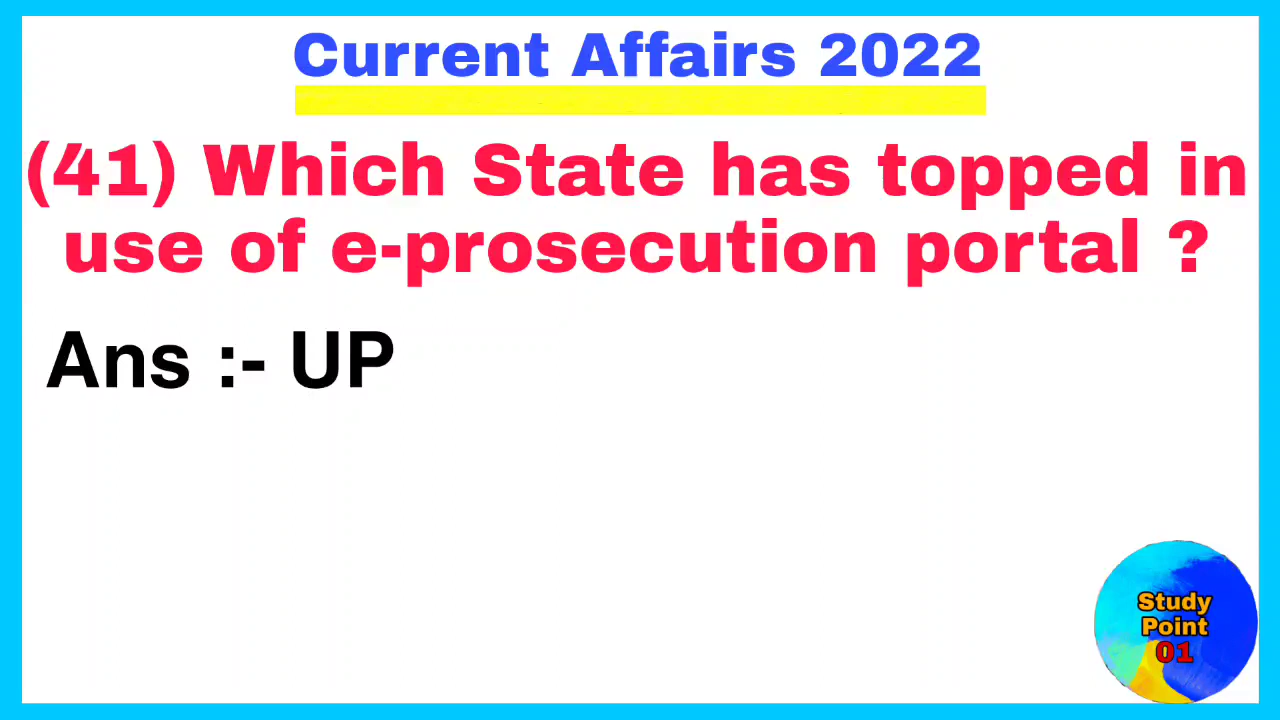 Current Affairs 2022
(41) Which State has topped in
use of e-prosecution portal ?
Ans :- UP
Study
Point
01